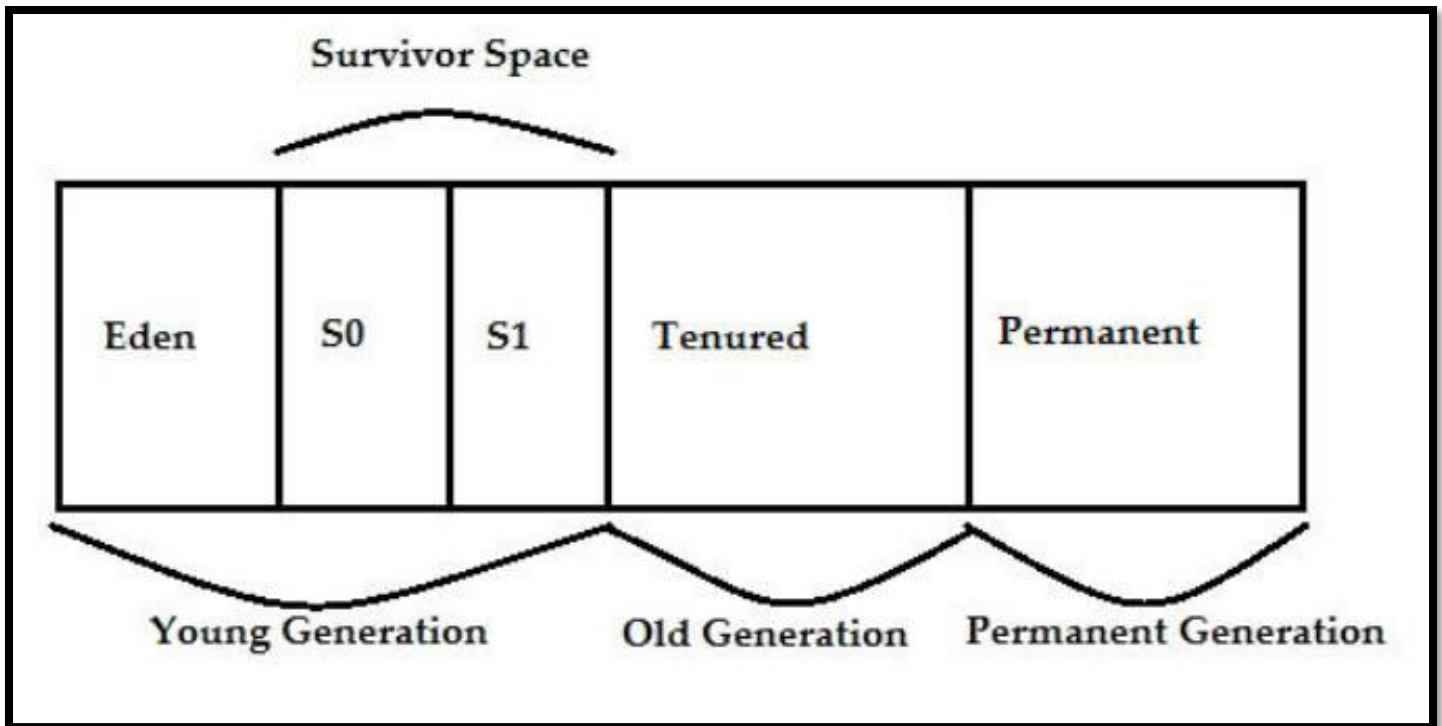 Survivor Space
Eden
S0
S1
Tenured
Permanent
Young Generation
Old Generation
Permanent Generation